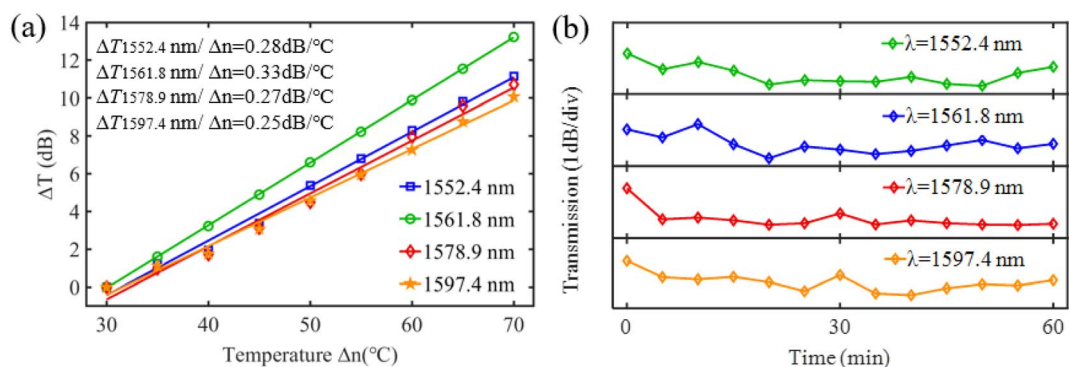 (a)
ΔT1552.4 nm/ Δn=0.28dB/°C
ΔT1561.8 nm/ Δn=0.33dB/°C
ΔT1578.9 nm/ Δn=0.27dB/°C
ΔT1597.4 nm/ Δn=0.25dB/°C
14
12
10
8
6
4
2
0
ΔT (dB)
1552.4 nm
1561.8 nm
1578.9 nm
1597.4 nm
30
40
50
60
70
Temperature Δn(°C)
(b)
Transmission (1dB/div)
λ=1552.4 nm
λ=1561.8 nm
λ=1578.9 nm
λ=1597.4 nm
0
30
60
Time (min)